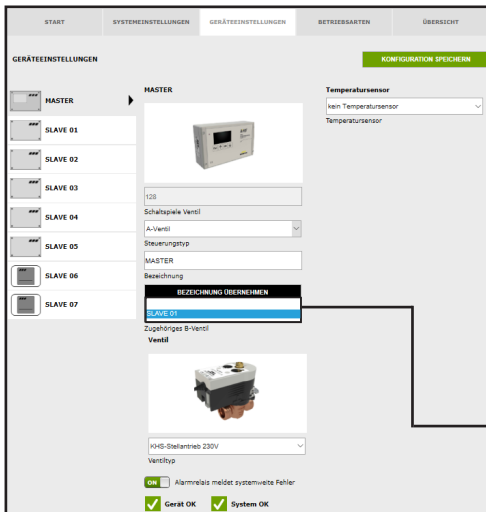 START
SYSTEMEINSTELLUNGEN
GERÄTEEINSTELLUNGEN
BETRIEBSARTEN
ÜBERSICHT
GERÄTEEINSTELLUNGEN
KONFIGURATION SPEICHERN
MASTER
SLAVE 01
SLAVE 02
SLAVE 03
SLAVE 04
SLAVE 05
SLAVE 06
SLAVE 07
MASTER
128
Schaltspiele Ventil
A-Ventil
Steuerungstyp
MASTER
Bezeichnung
BEZEICHNUNG ÜBERNEHMEN
SLAVE 01
Zugehöriges B-Ventil
Ventil
KHS-Stellantrieb 230V
Ventiltyp
ON Alarmrelais meldet systemweite Fehler
Gerät OK System OK
Temperatursensor
kein Temperatursensor
Temperatursensor